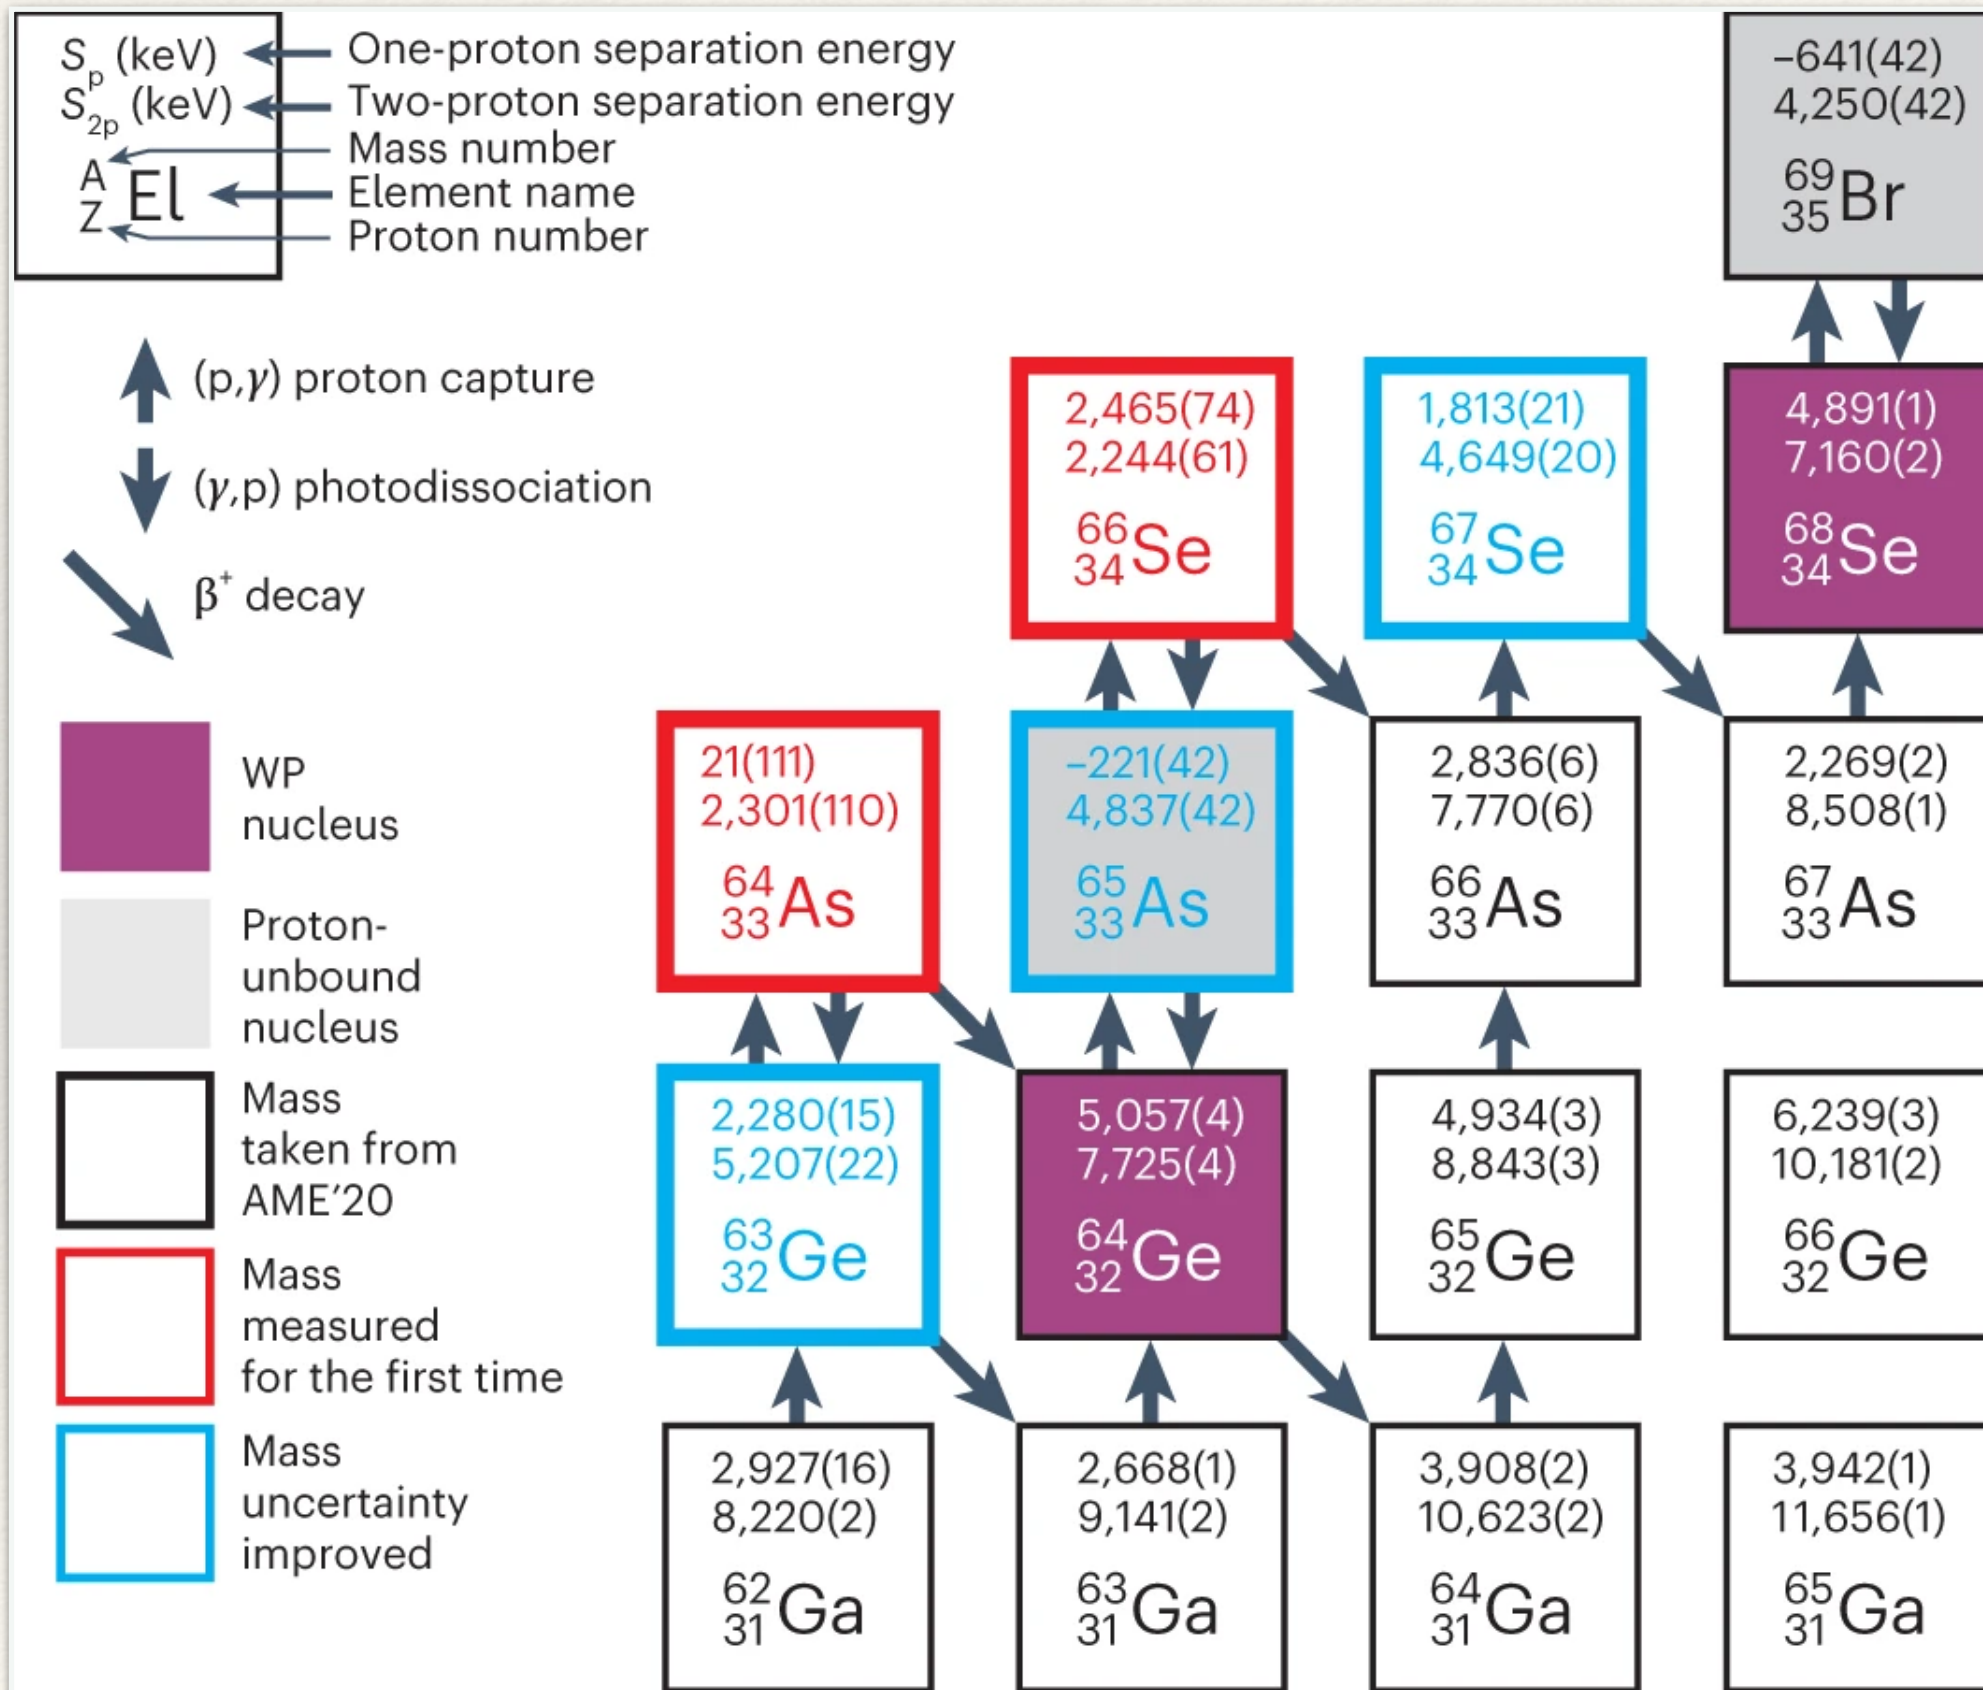 Sp (keV)
S2p (keV)
A
Z
El
One-proton separation energy
Two-proton separation energy
Mass number
Element name
Proton number
(p,γ) proton capture
(γ,p) photodissociation
β+ decay
WP
nucleus
Proton-
unbound
nucleus
Mass
taken from
AME’20
Mass
measured
for the first time
Mass
uncertainty
improved
–641(42)
4,250(42)
69
35
Br
2,465(74)
2,244(61)
66
34
Se
1,813(21)
4,649(20)
67
34
Se
4,891(1)
7,160(2)
68
34
Se
21(111)
2,301(110)
64
33
As
–221(42)
4,837(42)
65
33
As
2,836(6)
7,770(6)
66
33
As
2,269(2)
8,508(1)
67
33
As
2,280(15)
5,207(22)
63
32
Ge
5,057(4)
7,725(4)
64
32
Ge
4,934(3)
8,843(3)
65
32
Ge
6,239(3)
10,181(2)
66
32
Ge
2,927(16)
8,220(2)
62
31
Ga
2,668(1)
9,141(2)
63
31
Ga
3,908(2)
10,623(2)
64
31
Ga
3,942(1)
11,656(1)
65
31
Ga